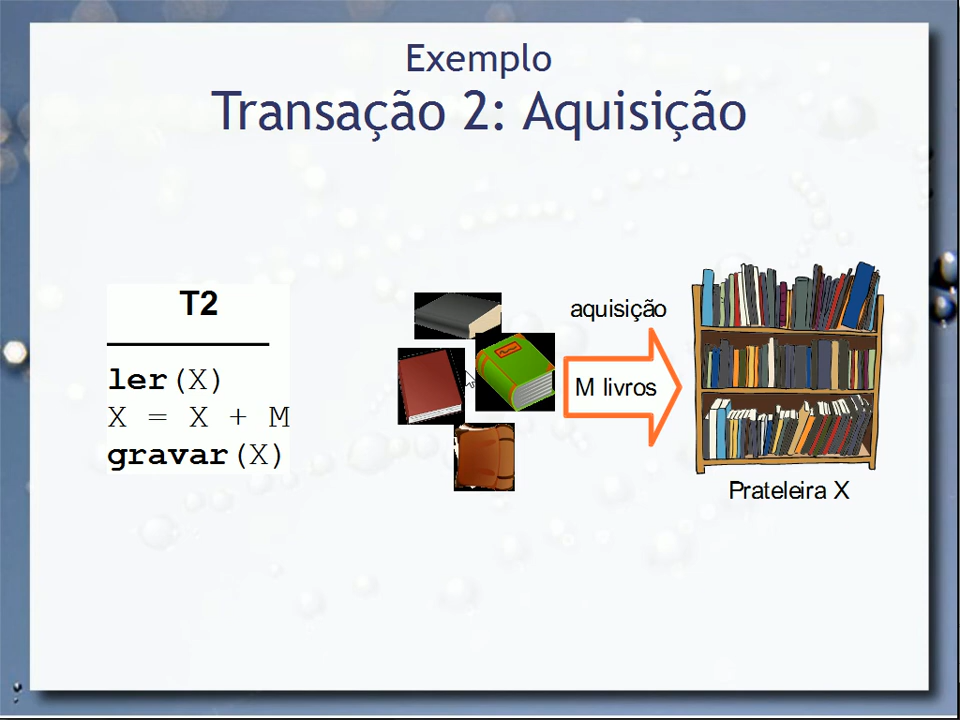 Exemplo
Transação 2: Aquisição
T2
ler(X)
X = X + M
gravar(X)
aquisição
M livros
Prateleira X